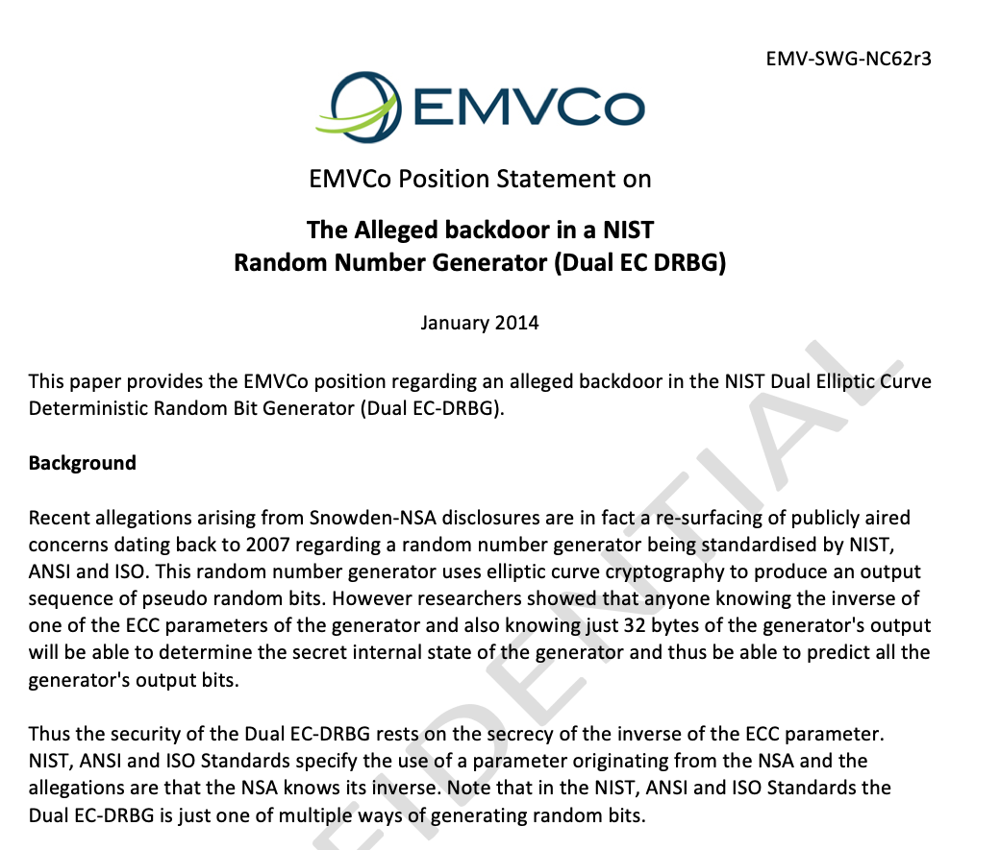 EMV-SWG-NC62r3
EMVCo
EMVCo Position Statement on
The Alleged backdoor in a NIST
Random Number Generator (Dual EC DRBG)
January 2014
This paper provides the EMVCo position regarding an alleged backdoor in the NIST Dual Elliptic Curve
Deterministic Random Bit Generator (Dual EC-DRBG).
Background
Recent allegations arising from Snowden-NSA disclosures are in fact a re-surfacing of publicly aired
concerns dating back to 2007 regarding a random number generator being standardised by NIST,
ANSI and ISO. This random number generator uses elliptic curve cryptography to produce an output
sequence of pseudo random bits. However researchers showed that anyone knowing the inverse of
one of the ECC parameters of the generator and also knowing just 32 bytes of the generator's output
will be able to determine the secret internal state of the generator and thus be able to predict all the
generator's output bits.
Thus the security of the Dual EC-DRBG rests on the secrecy of the inverse of the ECC parameter.
NIST, ANSI and ISO Standards specify the use of a parameter originating from the NSA and the
allegations are that the NSA knows its inverse. Note that in the NIST, ANSI and ISO Standards the
Dual EC-DRBG is just one of multiple ways of generating random bits.
FIDENTIAL